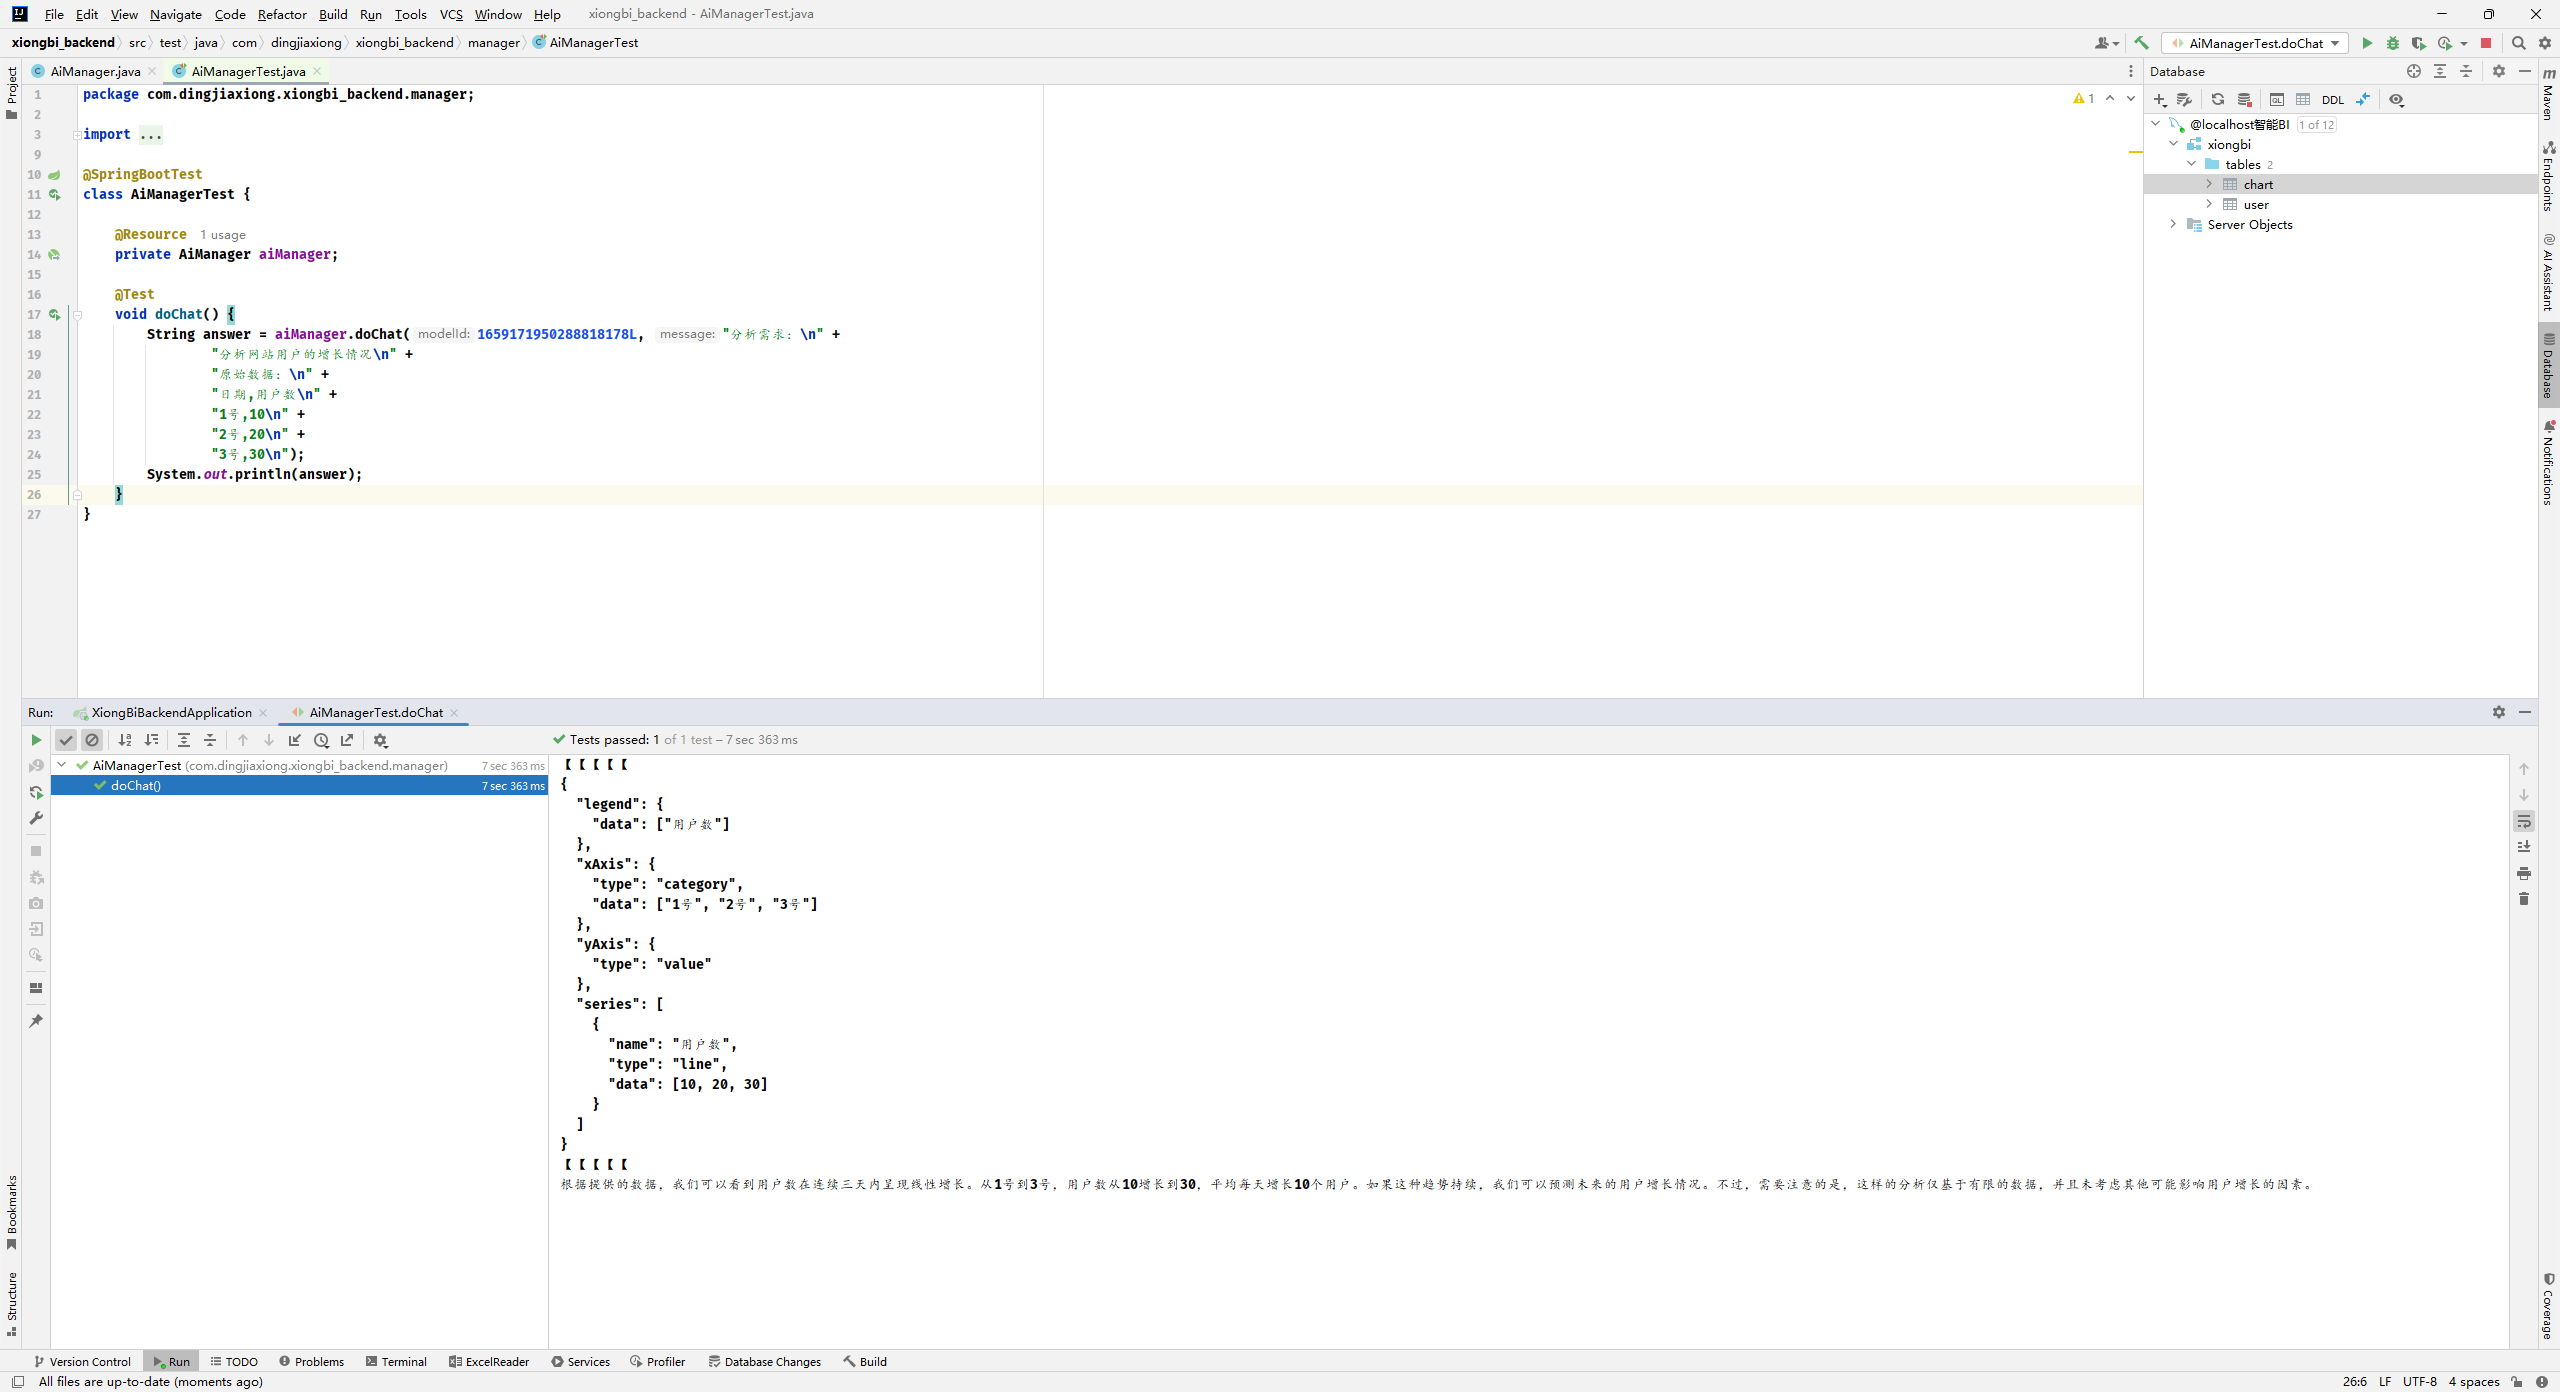 File Edit View Navigate Code Refactor Build Run Tools VCS Window Help xiongbi_backend - AiManagerTest.java
xiongbi_backend src test java com dingjiaxiong xiongbi_backend manager AiManagerTest
AiManagerTest.doChat
AiManager.java AiManagerTest.java
Database
1 package com.dingjiaxiong.xiongbi_backend.manager;
2
3 import ...
9
10 @SpringBootTest
11 class AiManagerTest {
12
13 @Resource 1 usage
14 private AiManager aiManager;
15
16 @Test
17 void doChat() {
18 String answer = aiManager.doChat( modelId: 1659171950288818178L, message: "分析需求：\n" +
19 "分析网站用户的增长情况\n" +
20 "原始数据：\n" +
21 "日期,用户数\n" +
22 "1号,10\n" +
23 "2号,20\n" +
24 "3号,30\n");
25 System.out.println(answer);
26 }
27 }
1
DDL
@localhost智能BI 1 of 12
xiongbi
tables 2
chart
user
Server Objects
Project
Bookmarks
Structure
Maven
Endpoints
AI Assistant
Database
Notifications
Coverage
Run: XiongBiBackendApplication AiManagerTest.doChat
Tests passed: 1 of 1 test – 7 sec 363 ms
AiManagerTest (com.dingjiaxiong.xiongbi_backend.manager) 7 sec 363 ms
doChat() 7 sec 363 ms
【【【【【
{
"legend": {
"data": ["用户数"]
},
"xAxis": {
"type": "category",
"data": ["1号", "2号", "3号"]
},
"yAxis": {
"type": "value"
},
"series": [
{
"name": "用户数",
"type": "line",
"data": [10, 20, 30]
}
]
}
【【【【【
根据提供的数据，我们可以看到用户数在连续三天内呈现线性增长。从1号到3号，用户数从10增长到30，平均每天增长10个用户。如果这种趋势持续，我们可以预测未来的用户增长情况。不过，需要注意的是，这样的分析仅基于有限的数据，并且未考虑其他可能影响用户增长的因素。
Version Control Run TODO Problems Terminal ExcelReader Services Profiler Database Changes Build
All files are up-to-date (moments ago)
26:6 LF UTF-8 4 spaces